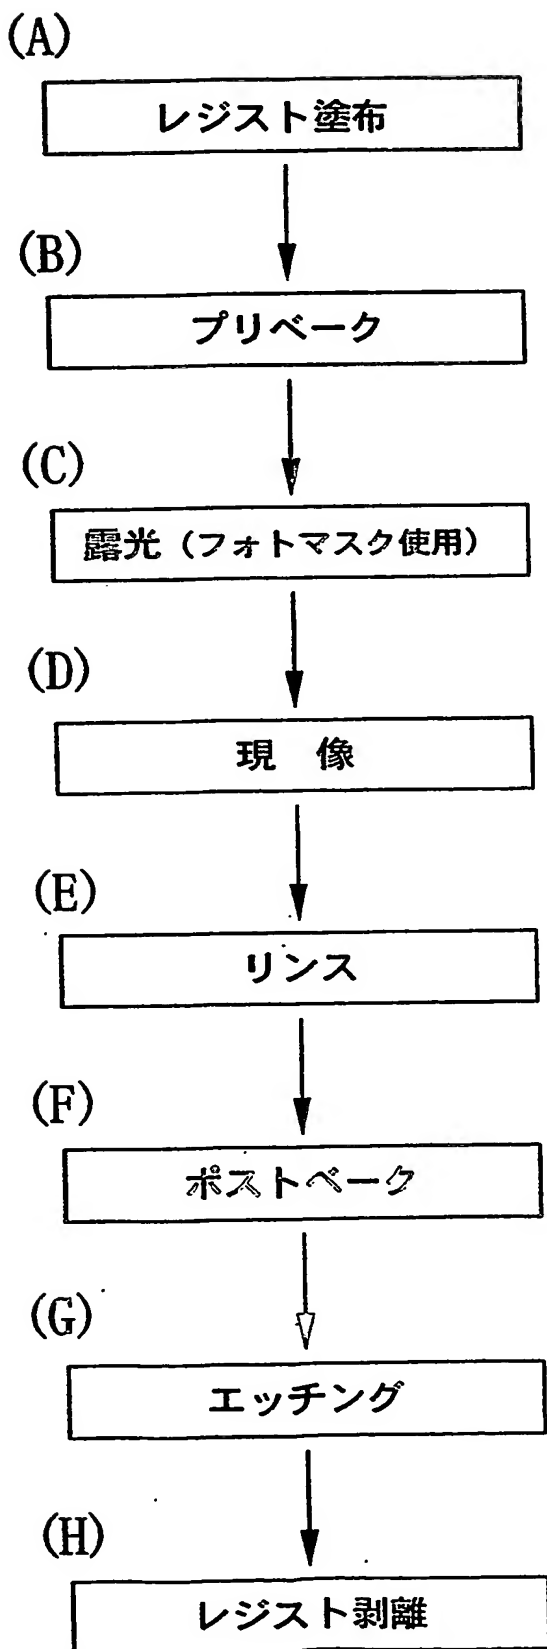 (A)
レジスト塗布
(B)
プリベーク
(C)
露光（フォトマスク使用）
(D)
現　像
(E)
リンス
(F)
ポストベーク
(G)
エッチング
(H)
レジスト剥離